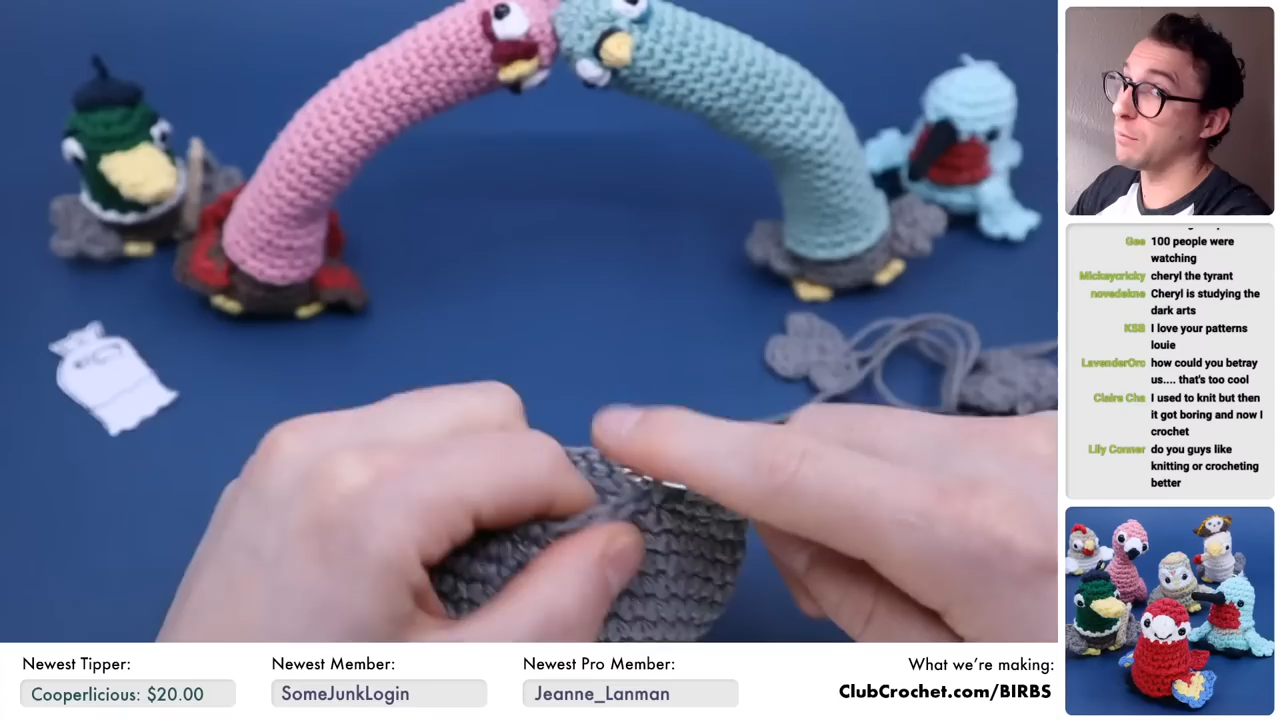 Gee 100 people were
watching
Mickeycricky cheryl the tyrant
novedekne Cheryl is studying the
dark arts
KSB I love your patterns
louie
LavenderOro how could you betray
us.... that's too cool
Claire Cha I used to knit but then
it got boring and now I
crochet
Lily Conner do you guys like
knitting or crocheting
better
Newest Tipper:
Cooperlicious: $20.00
Newest Member:
SomeJunkLogin
Newest Pro Member:
Jeanne_Lanman
What we're making:
ClubCrochet.com/BIRBS